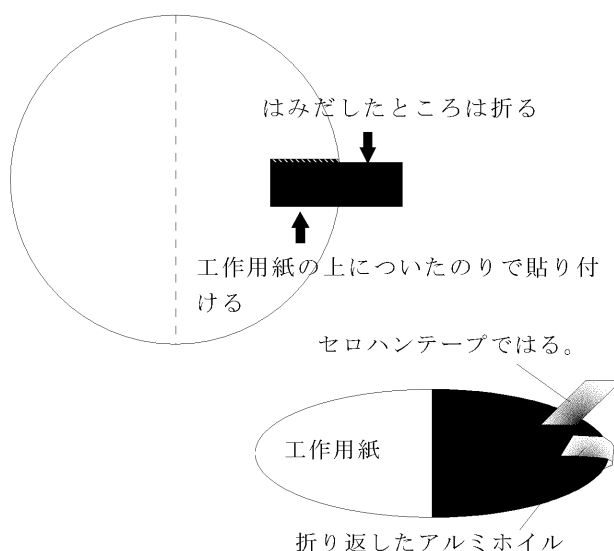 はみだしたところは折る
工作用紙の上についたのりで貼り付
ける
セロハンテープではる。
工作用紙
折り返したアルミホイル